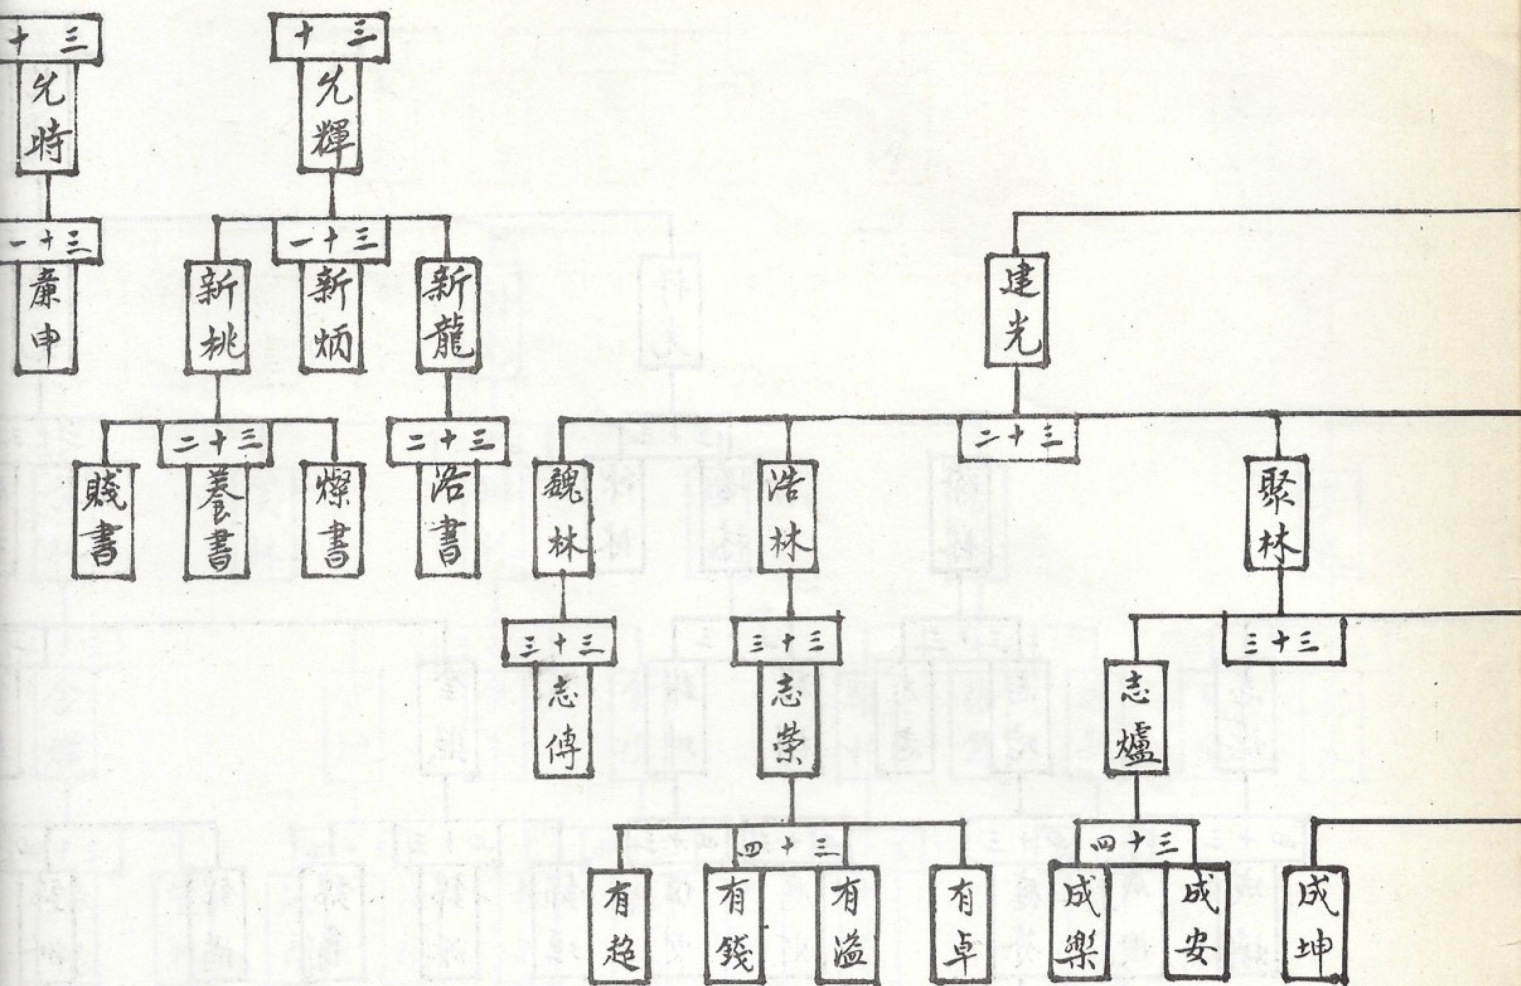 三十
允輝
三十
允時
建光
三十一
新龍
新炳
新桃
三十一
廉申
三十二
聚林
浩林
魏林
三十二
洛書
三十二
燦書
養書
賤書
三十三
志爐
三十三
志榮
三十三
志傅
成坤
三十四
成安
成樂
三十四
有卓
有溢
有錢
有超